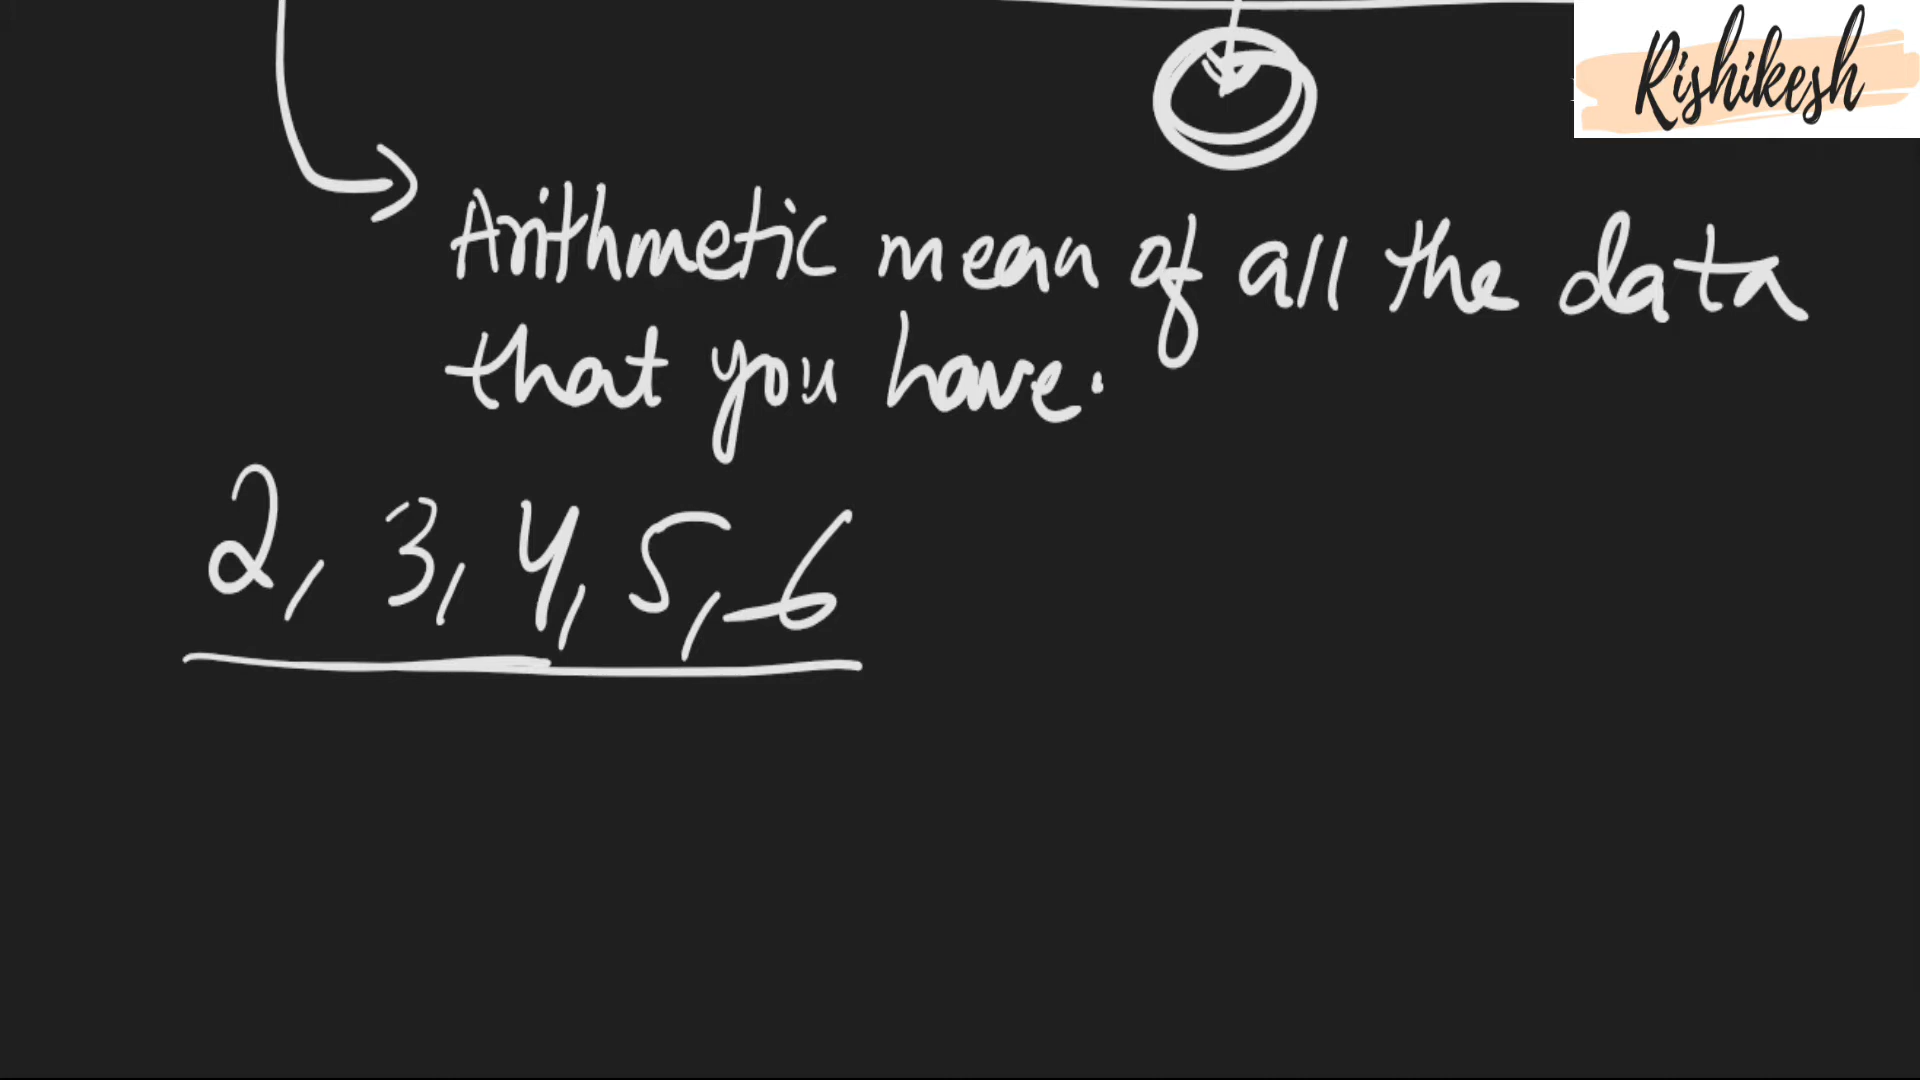 Rishikesh
Arithmetic mean of all the data
that you have.
2, 3, 4, 5, 6